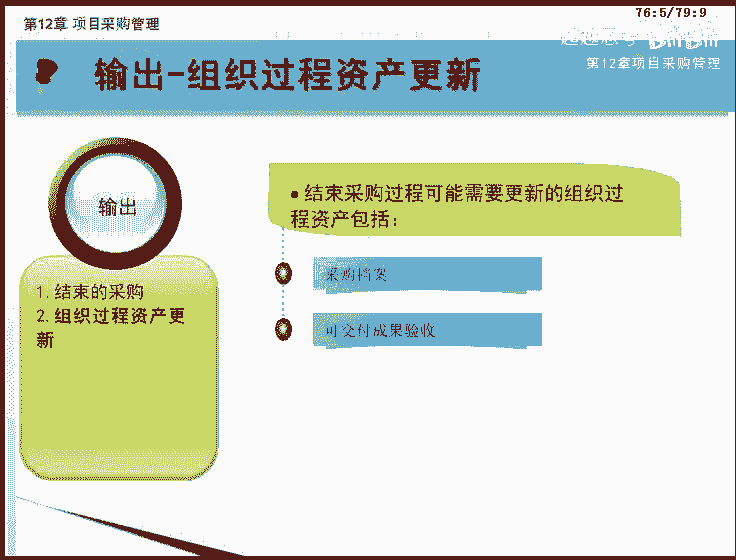 第12章 项目采购管理
76:5/79:9
输出-组织过程资产更新
第12章项目采购管理
输出
1. 结束的采购
2. 组织过程资产更
新
• 结束采购过程可能需要更新的组织过
程资产包括：
采购档案
可交付成果验收